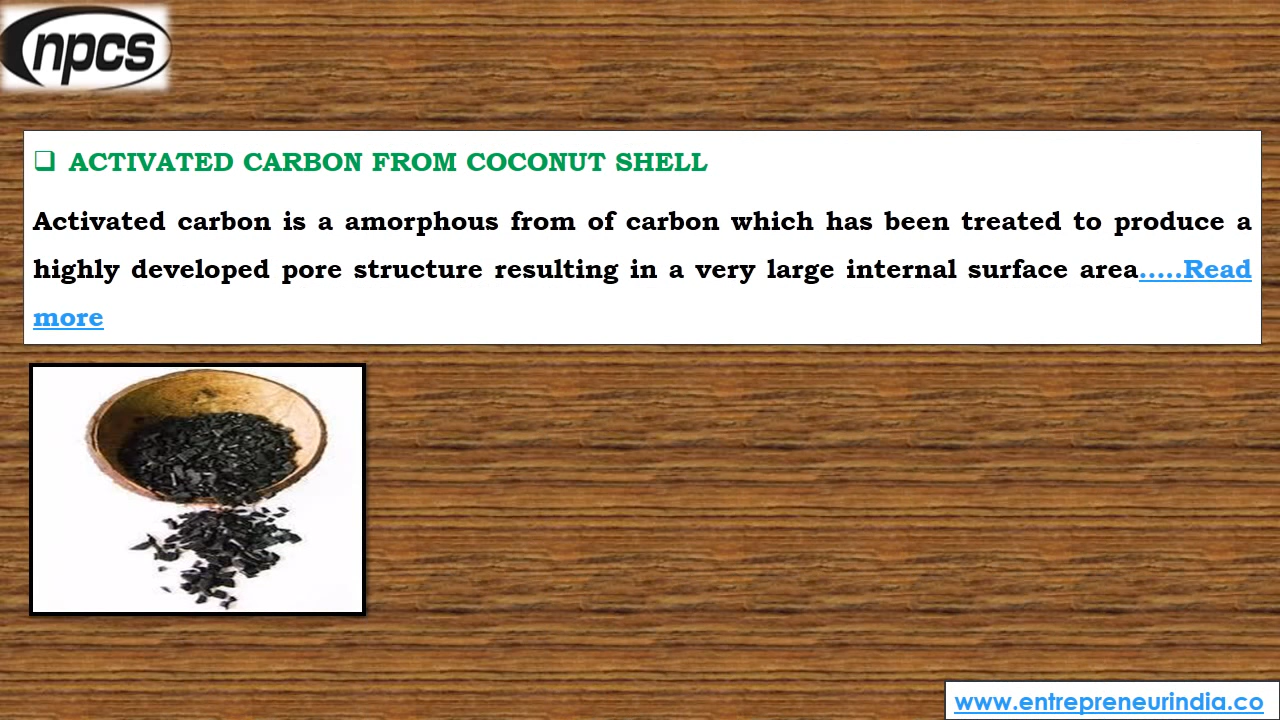 npcs
ACTIVATED CARBON FROM COCONUT SHELL
Activated carbon is a amorphous from of carbon which has been treated to produce a
highly developed pore structure resulting in a very large internal surface area.....Read
more
www.entrepreneurindia.co